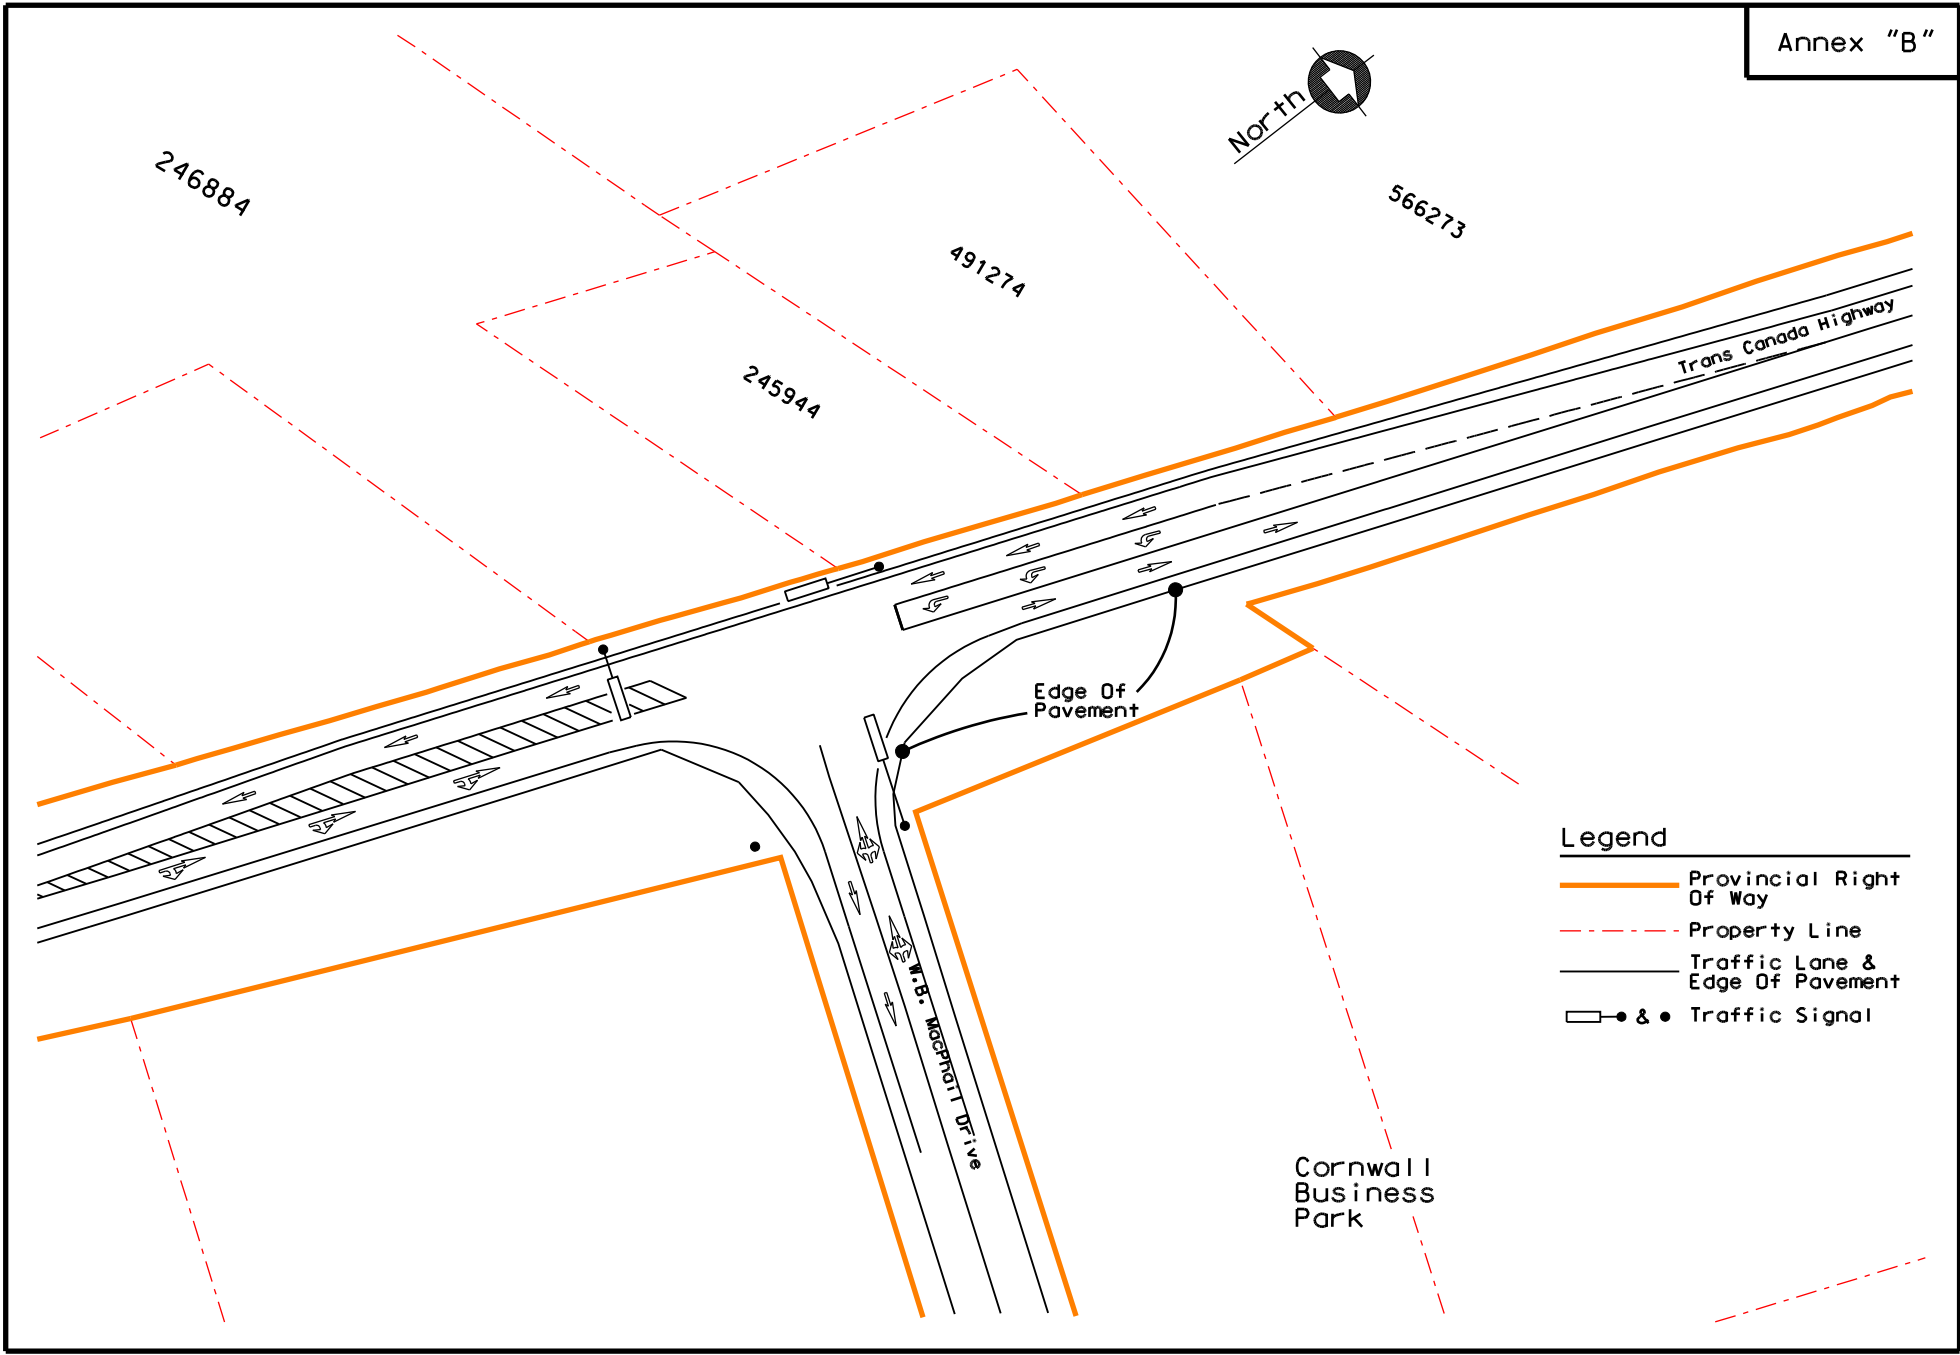 Annex "B"
North
246884
566273
491274
Trans Canada Highway
245944
Edge Of
Pavement
Legend
Provincial Right
Of Way
Property Line
Traffic Lane &
Edge Of Pavement
& Traffic Signal
W.B. MacPhail Drive
Cornwall
Business
Park